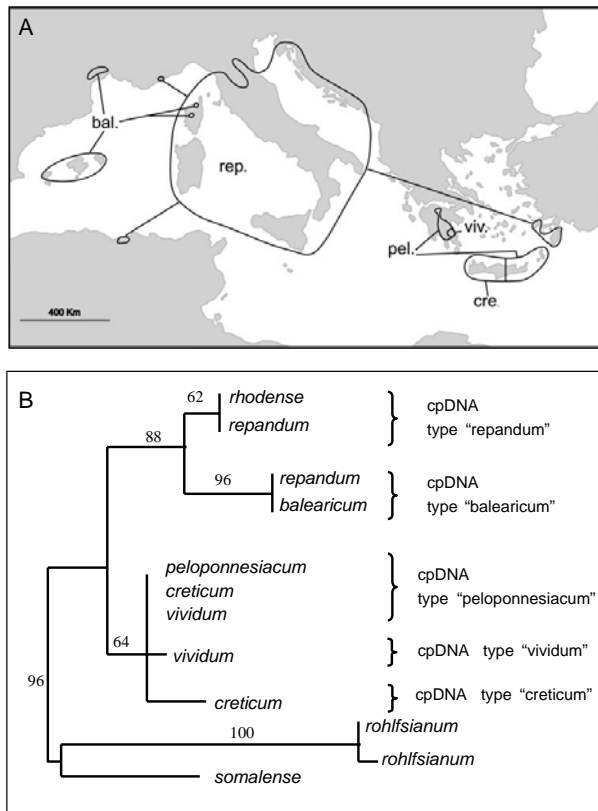 A
bal.
rep.
viv.
pel.
cre.
400 Km
B
62
rhodense
repandum
cpDNA
type “repandum”
88
96
repandum
balearicum
cpDNA
type “balearicum”
peloponnesiacum
creticum
vividum
cpDNA
type “peloponnesiacum”
64
vividum
cpDNA type “vividum”
creticum
cpDNA type “creticum”
96
100
rohlfsianum
rohlfsianum
somalense